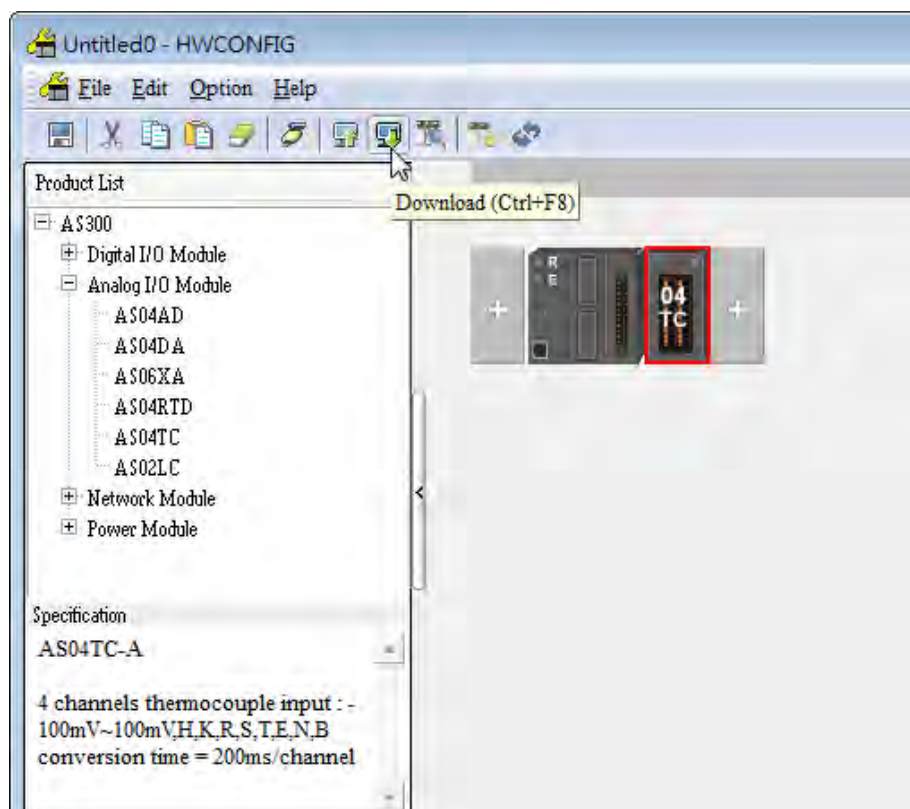 Untitled0 - HWCONFIG
File Edit Option Help
Product List
Download (Ctrl+F8)
AS300
Digital I/O Module
Analog I/O Module
AS04AD
AS04DA
AS06XA
AS04RTD
AS04TC
AS02LC
Network Module
Power Module
R
E
04
TC
Specification
AS04TC-A
4 channels thermocouple input : -
100mV~100mV,H,K,R,S,T,E,N,B
conversion time = 200ms/channel